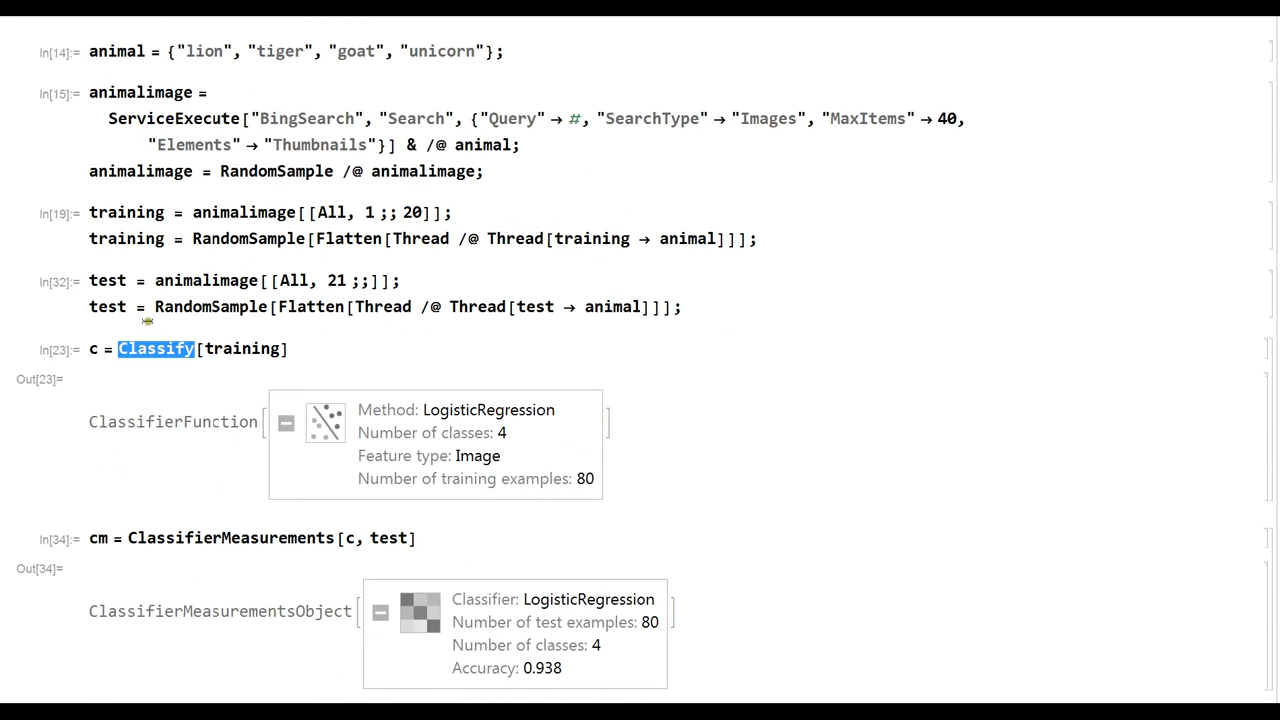 In[14]:= animal = {"lion", "tiger", "goat", "unicorn"};
In[15]:= animalimage =
ServiceExecute["BingSearch", "Search", {"Query" → #, "SearchType" → "Images", "MaxItems" → 40,
"Elements" → "Thumbnails"}] & /@ animal;
animalimage = RandomSample /@ animalimage;
In[19]:= training = animalimage[[All, 1 ;; 20]];
training = RandomSample[Flatten[Thread /@ Thread[training → animal]]];
In[32]:= test = animalimage[[All, 21 ;;]];
test = RandomSample[Flatten[Thread /@ Thread[test → animal]]];
In[23]:= c = Classify[training]
Out[23]=
ClassifierFunction[
Method: LogisticRegression
Number of classes: 4
Feature type: Image
Number of training examples: 80
]
In[34]:= cm = ClassifierMeasurements[c, test]
Out[34]=
ClassifierMeasurementsObject[
Classifier: LogisticRegression
Number of test examples: 80
Number of classes: 4
Accuracy: 0.938
]